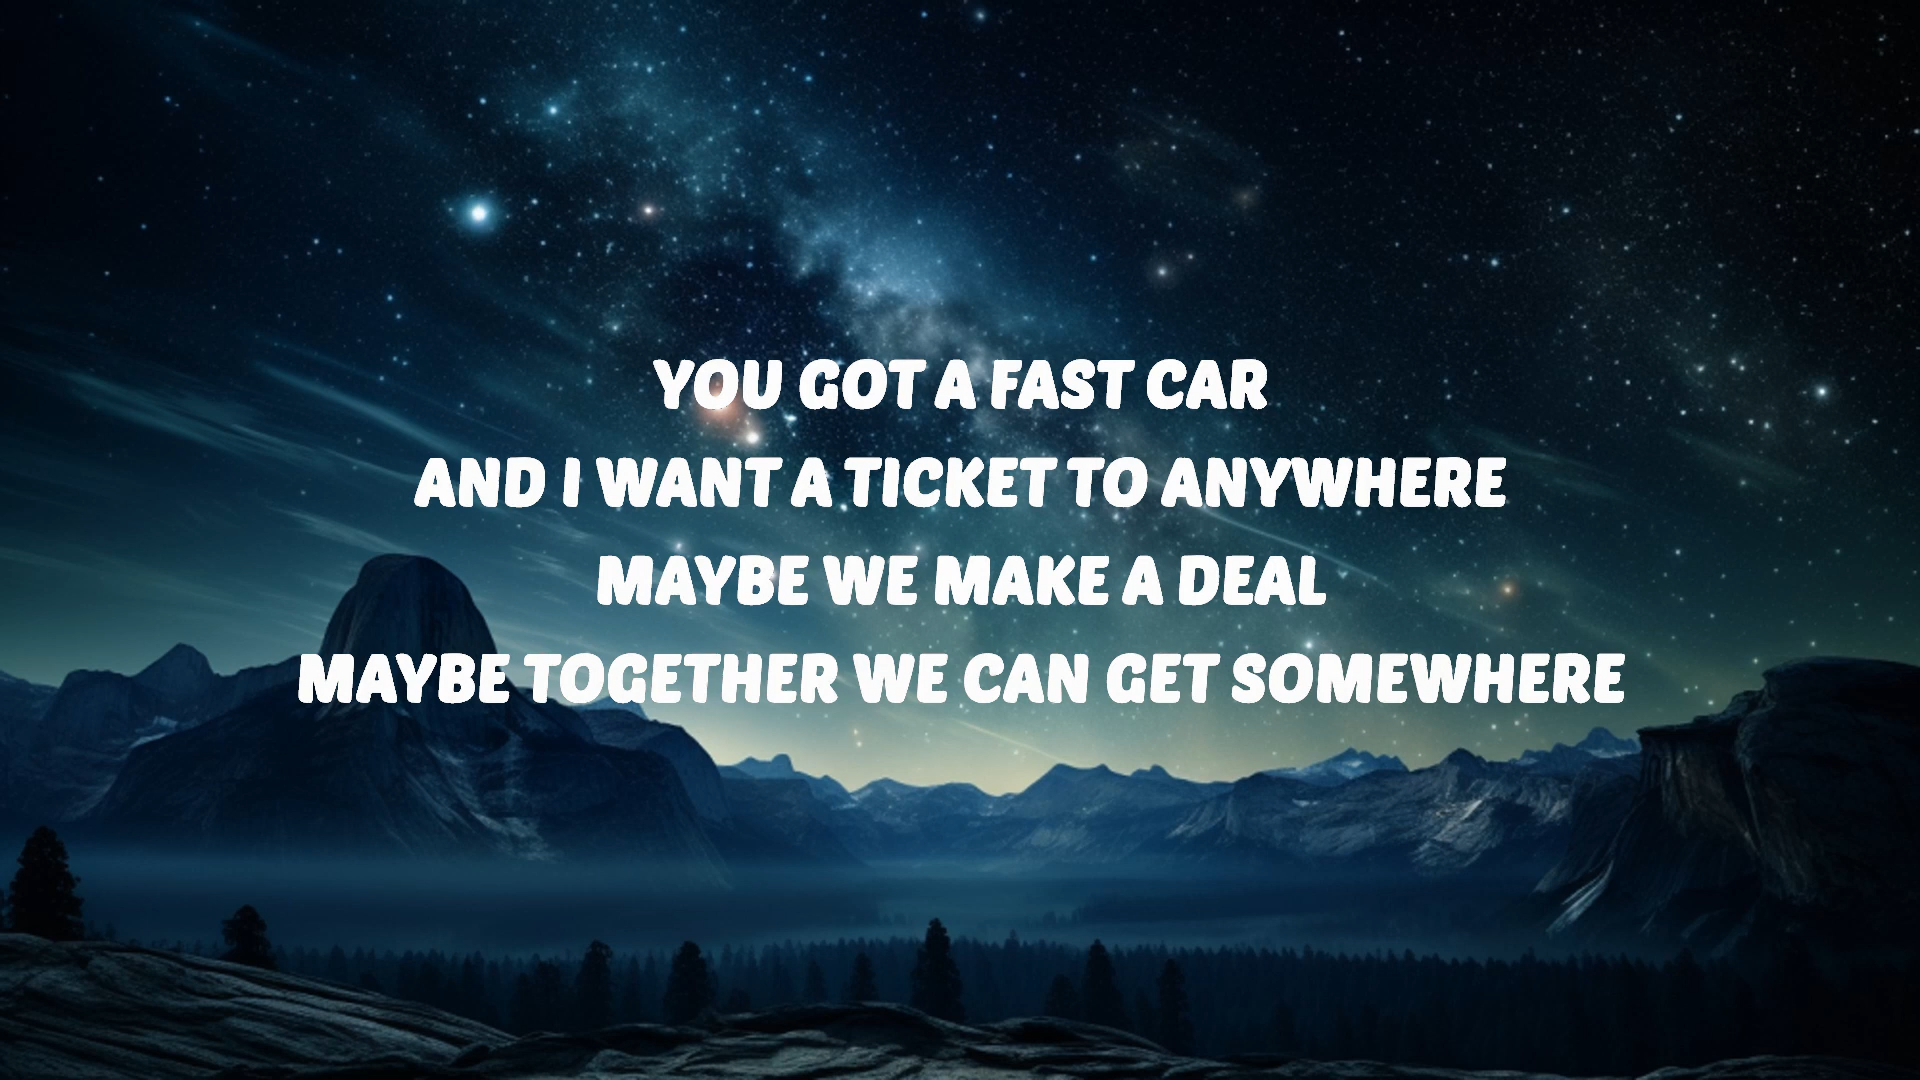 YOU GOT A FAST CAR
AND I WANT A TICKET TO ANYWHERE
MAYBE WE MAKE A DEAL
MAYBE TOGETHER WE CAN GET SOMEWHERE